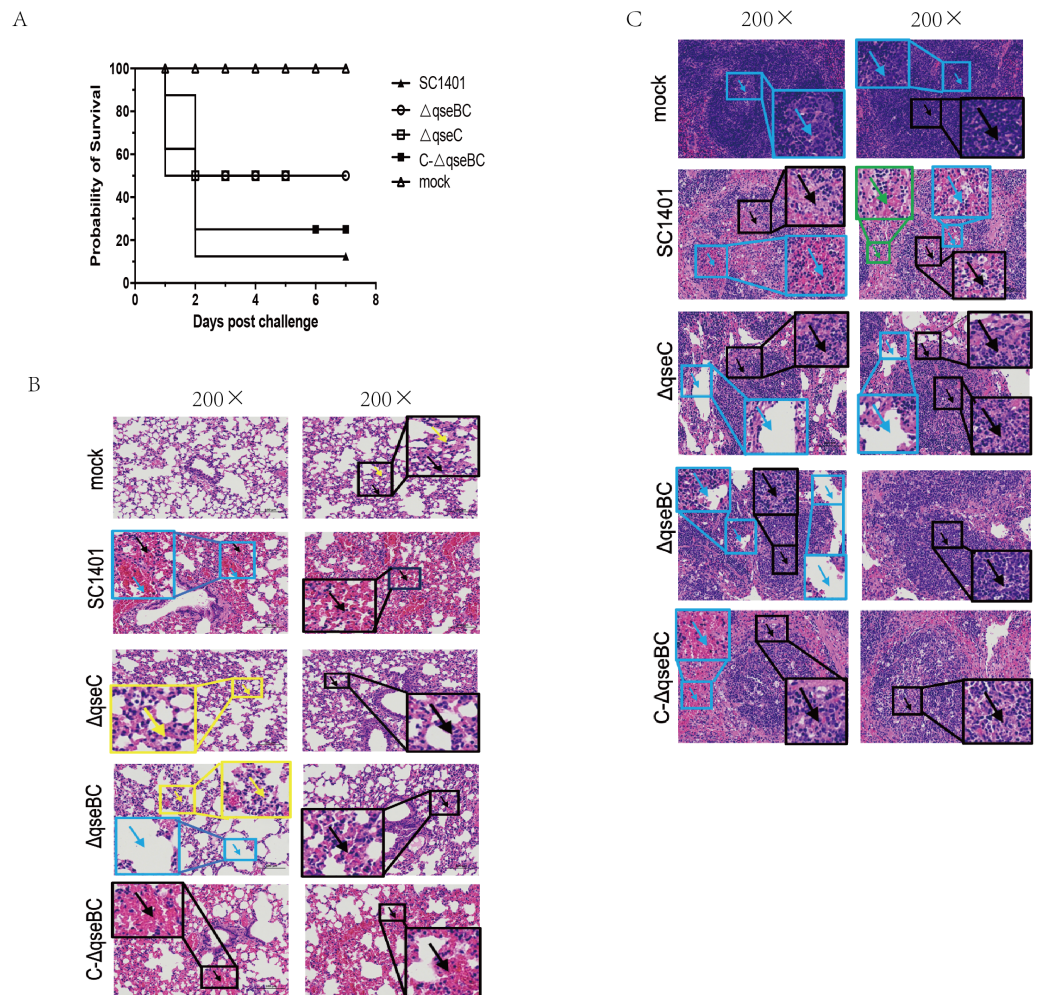 A
Probability of Survival
100
80
60
40
20
0
0 2 4 6 8
Days post challenge
SC1401
△qseBC
△qseC
C-△qseBC
mock
B
200×
200×
mock
SC1401
ΔqseC
ΔqseBC
C-ΔqseBC
C
200×
200×
mock
SC1401
ΔqseC
ΔqseBC
C-ΔqseBC